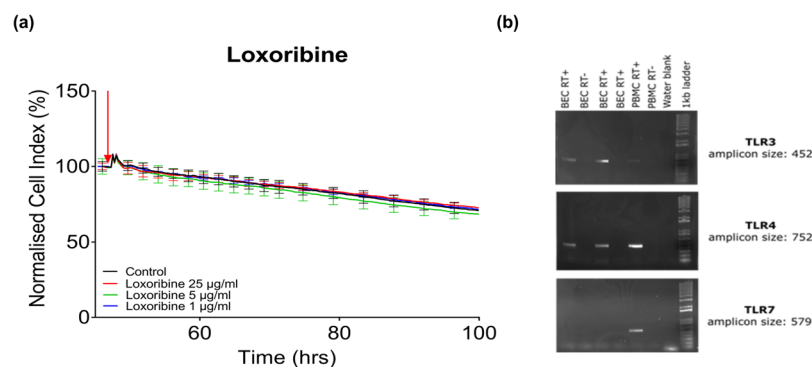 (a)
Loxoribine
Normalised Cell Index (%)
150
100
50
0
Control
Loxoribine 25 µg/ml
Loxoribine 5 µg/ml
Loxoribine 1 µg/ml
60
80
100
Time (hrs)
(b)
BEC RT+
BEC RT-
BEC RT+
BEC RT+
PBMC RT+
PBMC RT-
Water blank
1kb ladder
TLR3
amplicon size: 452
TLR4
amplicon size: 752
TLR7
amplicon size: 579